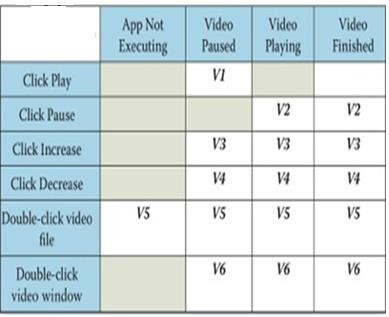 App Not Video Video Video
Executing Paused Playing Finished
Click Play V1
Click Pause V2 V2
Click Increase V3 V3 V3
Click Decrease V4 V4 V4
Double-click video V5 V5 V5 V5
file
Double-click V6 V6 V6
video window